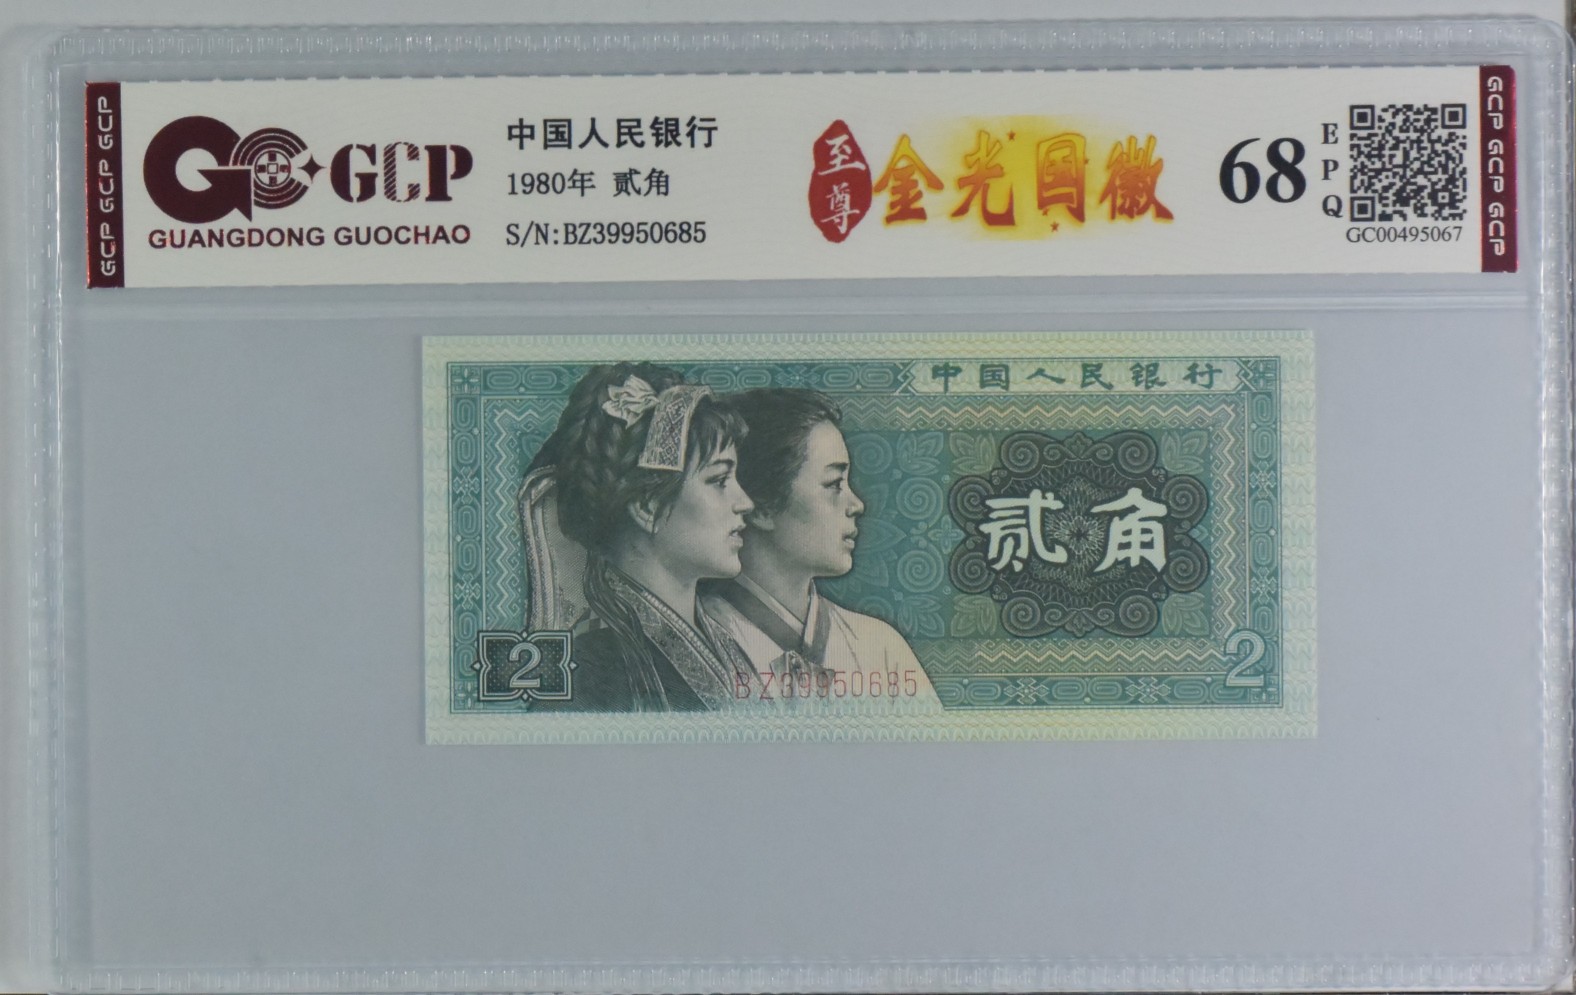 GCP GCP GCP
GCP
GUANGDONG GUOCHAO
中国人民银行
1980年 贰角
S/N:BZ39950685
至尊
金光国徽
68
EPQ
GC00495067
GCP GCP GCP
中国人民银行
贰角
2
2
BZ39950685